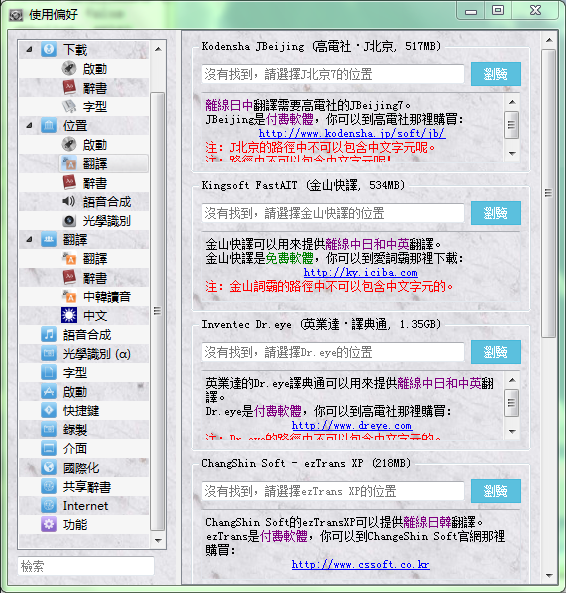 使用偏好
下載
啟動
辭書
字型
位置
啟動
翻譯
辭書
語音合成
光學識別
翻譯
翻譯
辭書
中韓讀音
中文
語音合成
光學識別 (α)
字型
啟動
快捷鍵
錄製
介面
國際化
共享辭書
Internet
功能
檢索
Kodensha JBeijing (高電社・J北京, 517MB)
沒有找到，請選擇J北京7的位置
瀏覽
離線日中翻譯需要高電社的JBeijing7。
JBeijing是付費軟體，你可以到高電社那裡購買：
http://www.kodensha.jp/soft/jb/
注：J北京的路徑中不可以包含中文字元呢。
注：路徑中不可以包含中文字元呢！
Kingsoft FastAIT (金山快譯, 534MB)
沒有找到，請選擇金山快譯的位置
瀏覽
金山快譯可以用來提供離線中日和中英翻譯。
金山快譯是免費軟體，你可以到愛詞霸那裡下載：
http://ky.iciba.com
注：金山詞霸的路徑中不可以包含中文字元的。
Inventec Dr.eye (英業達・譯典通, 1.35GB)
沒有找到，請選擇Dr.eye的位置
瀏覽
英業達的Dr.eye譯典通可以用來提供離線中日和中英翻
譯。
Dr.eye是付費軟體，你可以到高電社那裡購買：
http://www.dreye.com
注：Dr.eye的路徑中不可以包含中文字元的。
ChangShin Soft - ezTrans XP (218MB)
沒有找到，請選擇ezTrans XP的位置
瀏覽
ChangShin Soft的ezTransXP可以提供離線日韓翻譯。
ezTrans是付費軟體，你可以到ChangeShin Soft官網那裡
購買：
http://www.cssoft.co.kr